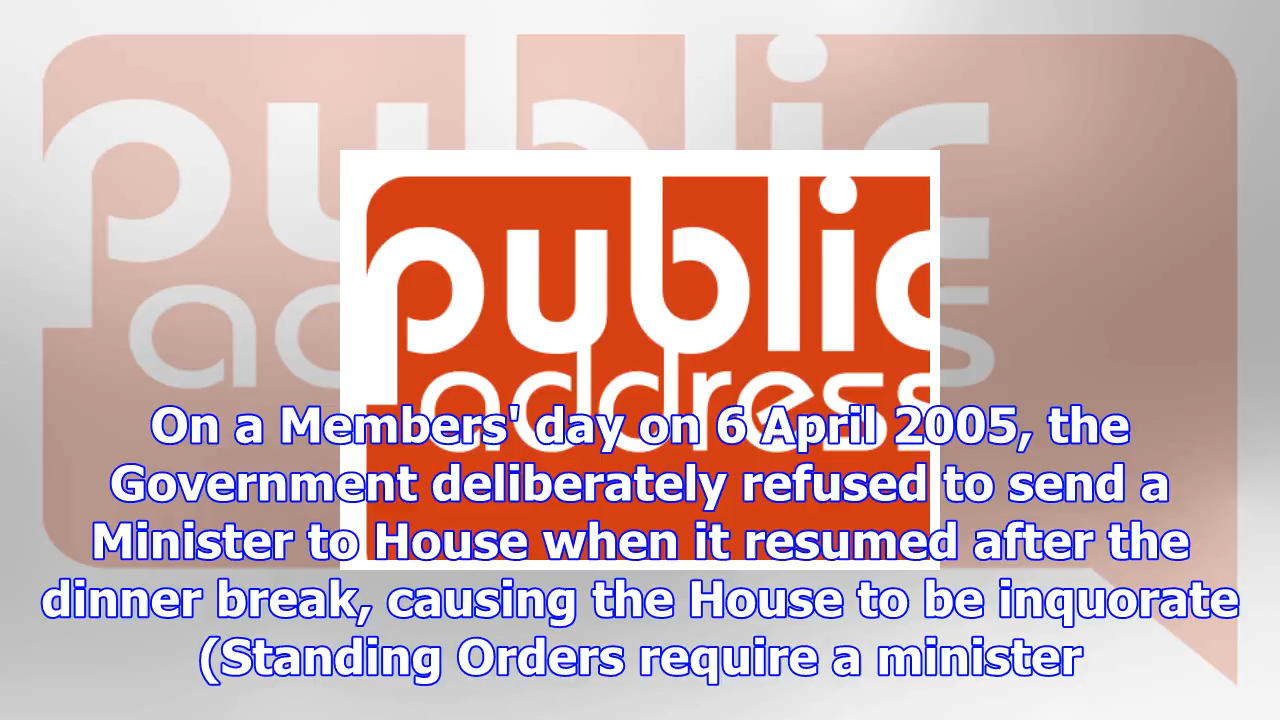 public
address
On a Members' day on 6 April 2005, the
Government deliberately refused to send a
Minister to House when it resumed after the
dinner break, causing the House to be inquorate
(Standing Orders require a minister